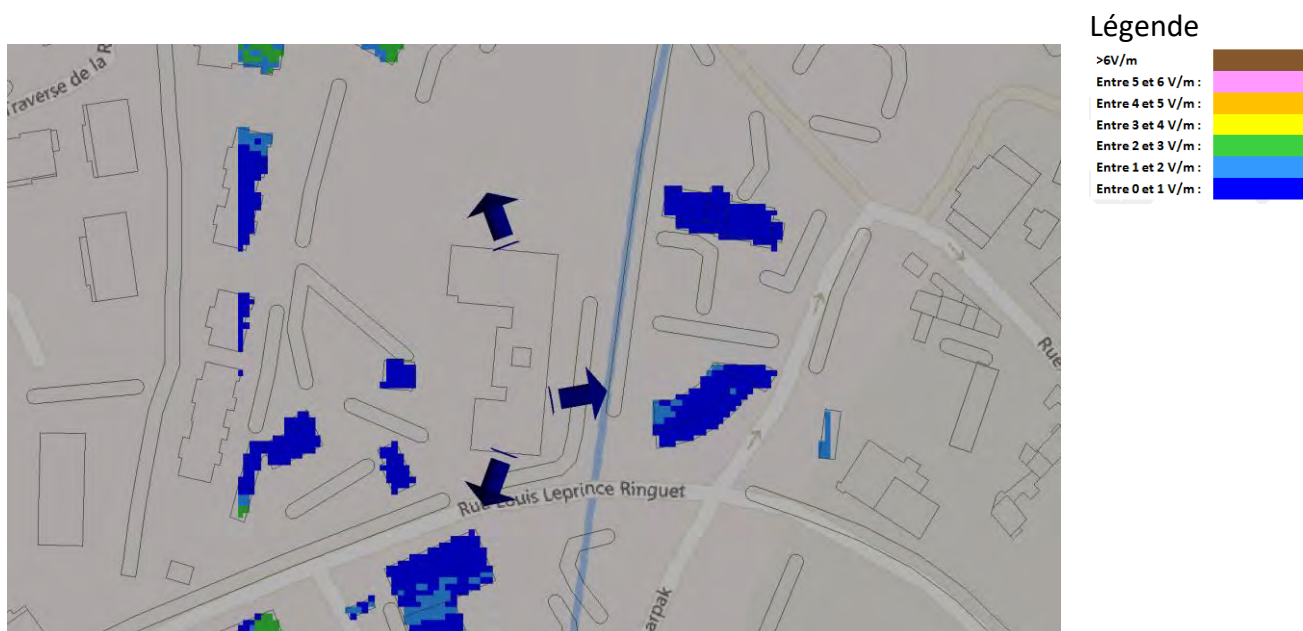 Légende
>6V/m
Entre 5 et 6 V/m :
Entre 4 et 5 V/m :
Entre 3 et 4 V/m :
Entre 2 et 3 V/m :
Entre 1 et 2 V/m :
Entre 0 et 1 V/m :
Traverse de la R
Rue
Rue Louis Leprince Ringuet
arpak